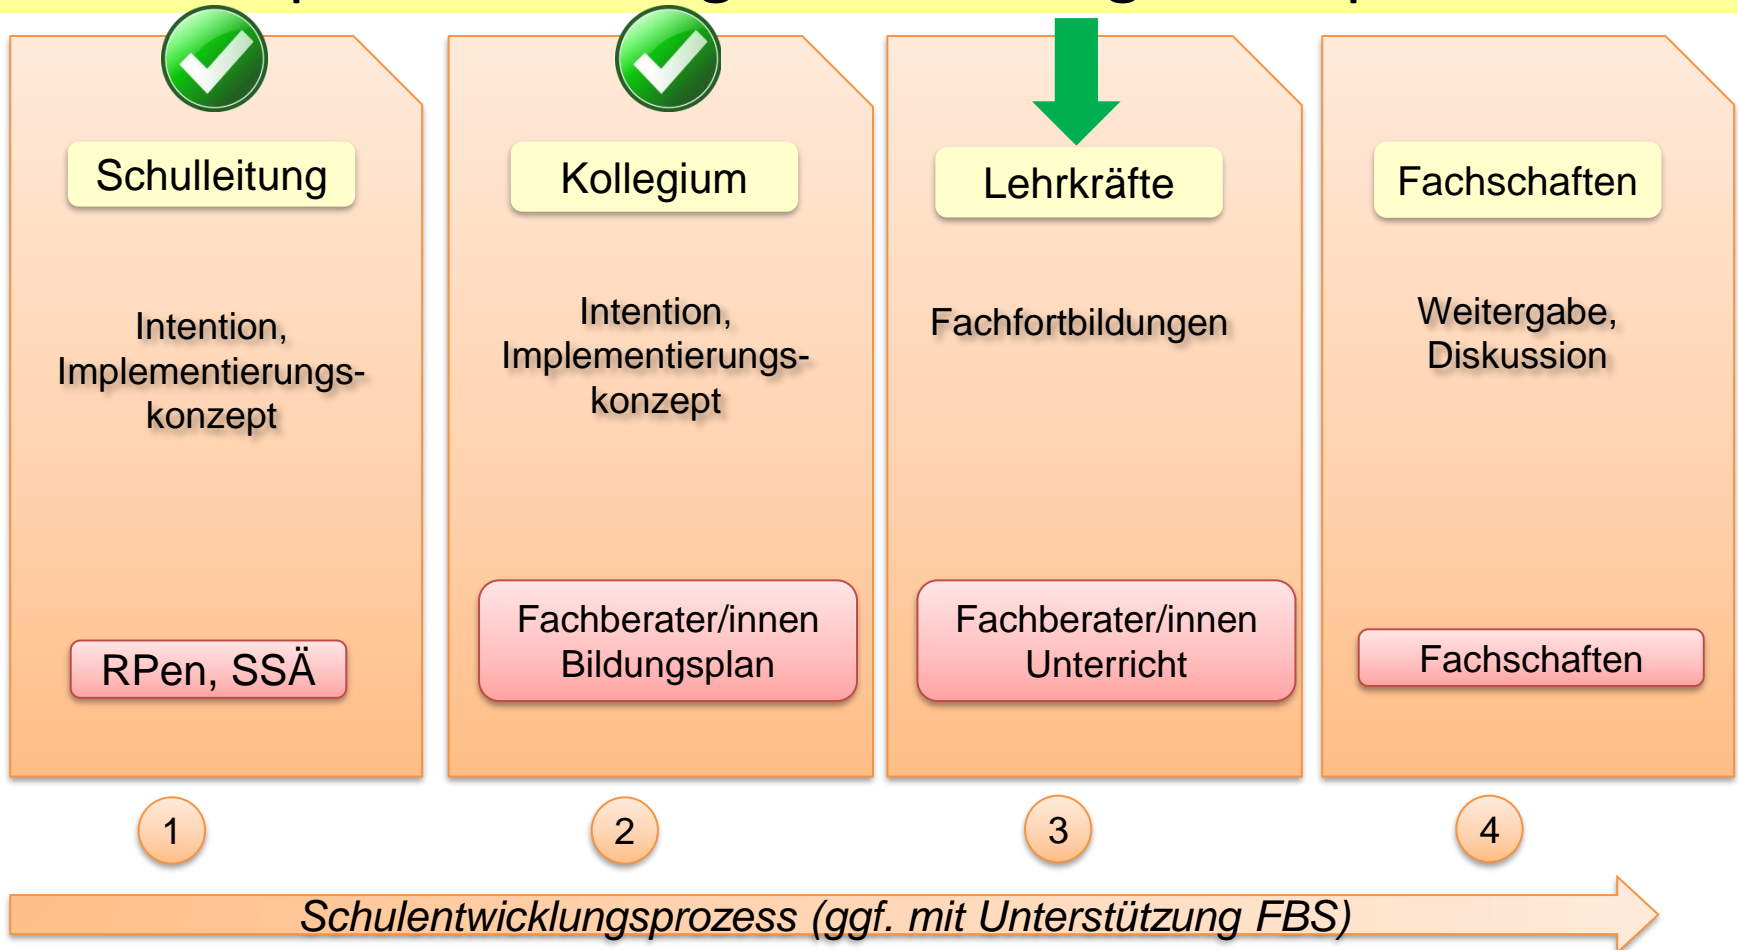 Schulleitung
Intention,
Implementierungs-
konzept
RPen, SSÄ
1
Kollegium
Intention,
Implementierungs-
konzept
Fachberater/innen
Bildungsplan
2
Lehrkräfte
Fachfortbildungen
Fachberater/innen
Unterricht
3
Fachschaften
Weitergabe,
Diskussion
Fachschaften
4
Schulentwicklungsprozess (ggf. mit Unterstützung FBS)